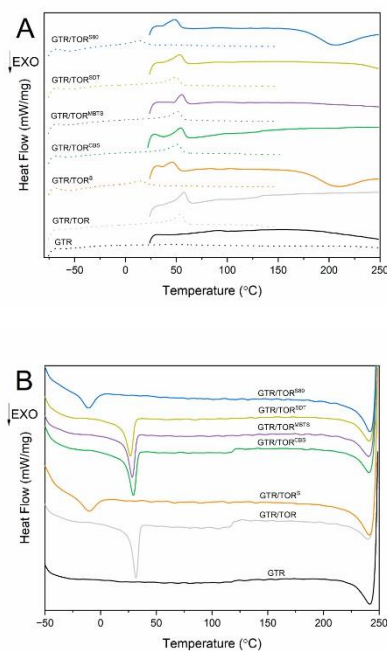 A
GTR/TOR^S80
EXO
GTR/TOR^SDT
GTR/TOR^MBTS
GTR/TOR^CBS
GTR/TOR^S
GTR/TOR
GTR
Heat Flow (mW/mg)
-50 0 50 100 150 200 250
Temperature (°C)
B
EXO
GTR/TOR^S80
GTR/TOR^SDT
GTR/TOR^MBTS
GTR/TOR^CBS
GTR/TOR^S
GTR/TOR
GTR
Heat Flow (mW/mg)
-50 0 50 100 150 200 250
Temperature (°C)